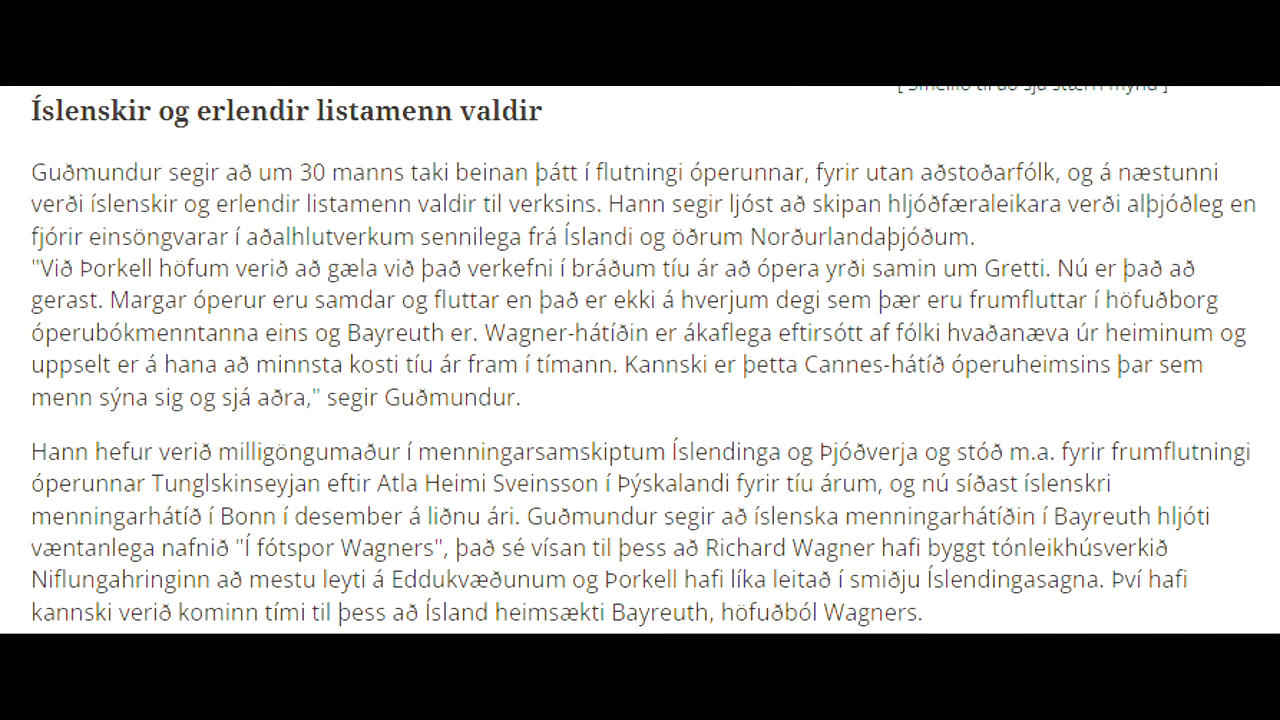 [ Smellið til að sjá stærri mynd ]
Íslenskir og erlendir listamenn valdir
Guðmundur segir að um 30 manns taki beinan þátt í flutningi óperunnar, fyrir utan aðstoðarfólk, og á næstunni
verði íslenskir og erlendir listamenn valdir til verksins. Hann segir ljóst að skipan hljóðfæraleikara verði alþjóðleg en
fjórir einsöngvarar í aðalhlutverkum sennilega frá Íslandi og öðrum Norðurlandaþjóðum.
"Við Þorkell höfum verið að gæla við það verkefni í bráðum tíu ár að ópera yrði samin um Gretti. Nú er það að
gerast. Margar óperur eru samdar og fluttar en það er ekki á hverjum degi sem þær eru frumfluttar í höfuðborg
óperubókmenntanna eins og Bayreuth er. Wagner-hátíðin er ákaflega eftirsótt af fólki hvaðanæva úr heiminum og
uppselt er á hana að minnsta kosti tíu ár fram í tímann. Kannski er þetta Cannes-hátíð óperuheimsins þar sem
menn sýna sig og sjá aðra," segir Guðmundur.
Hann hefur verið milligöngumaður í menningarsamskiptum Íslendinga og Þjóðverja og stóð m.a. fyrir frumflutningi
óperunnar Tunglskinseyjan eftir Atla Heimi Sveinsson í Þýskalandi fyrir tíu árum, og nú síðast íslenskri
menningarhátíð í Bonn í desember á liðnu ári. Guðmundur segir að íslenska menningarhátíðin í Bayreuth hljóti
væntanlega nafnið "Í fótspor Wagners", það sé vísan til þess að Richard Wagner hafi byggt tónleikhúsverkið
Niflungahringinn að mestu leyti á Eddukvæðunum og Þorkell hafi líka leitað í smiðju Íslendingasagna. Því hafi
kannski verið kominn tími til þess að Ísland heimsækti Bayreuth, höfuðból Wagners.